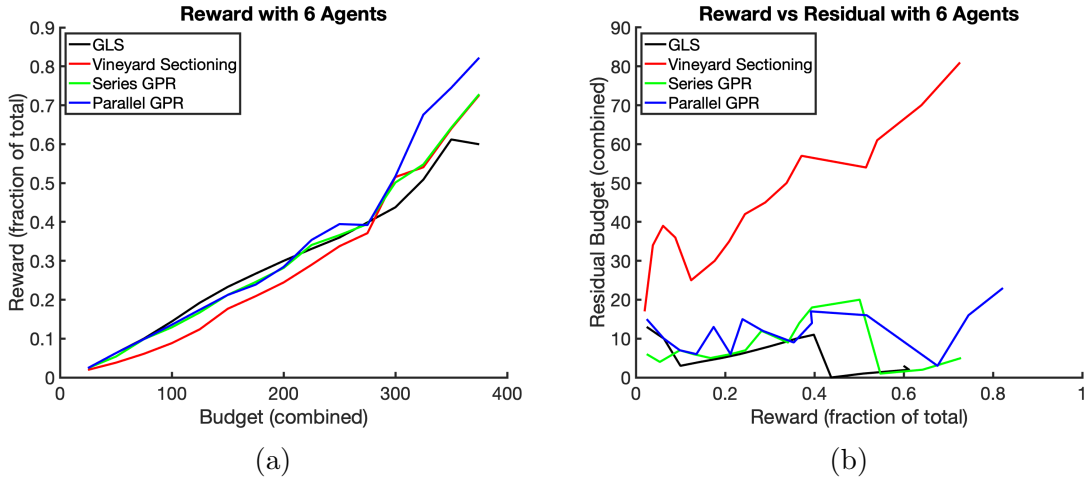 Reward with 6 Agents
0.9
0.8
0.7
0.6
0.5
0.4
0.3
0.2
0.1
0
Reward (fraction of total)
GLS
Vineyard Sectioning
Series GPR
Parallel GPR
0 100 200 300 400
Budget (combined)
(a)
Reward vs Residual with 6 Agents
90
80
70
60
50
40
30
20
10
0
Residual Budget (combined)
GLS
Vineyard Sectioning
Series GPR
Parallel GPR
0 0.2 0.4 0.6 0.8 1
Reward (fraction of total)
(b)